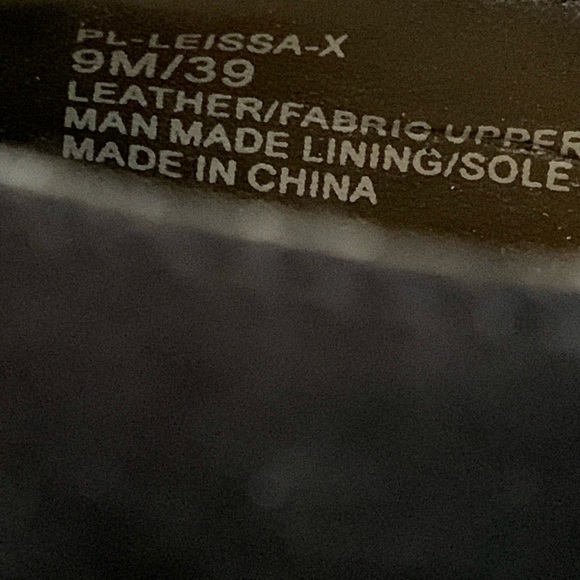 PL-LEISSA-X
9M/39
LEATHER/FABRIC UPPER
MAN MADE LINING/SOLE
MADE IN CHINA